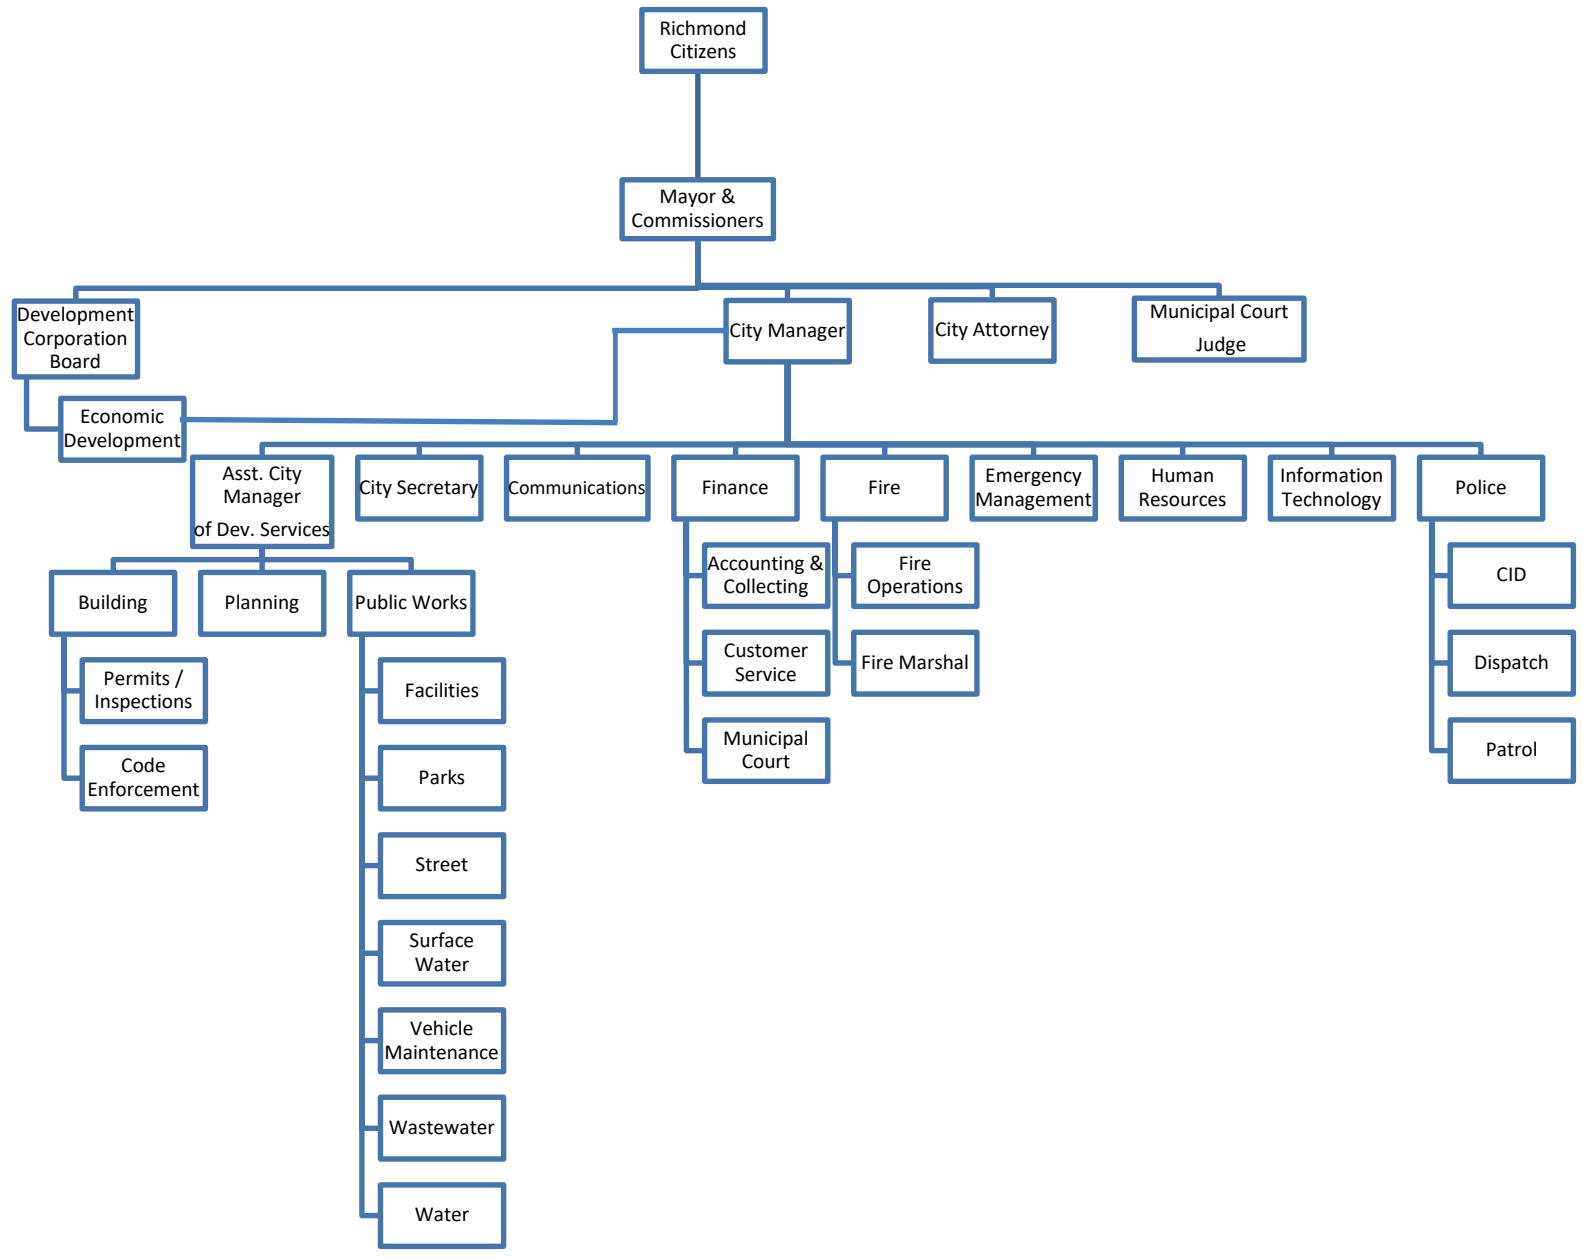 Richmond
Citizens
Mayor &
Commissioners
Development
Corporation
Board
City Manager
City Attorney
Municipal Court
Judge
Economic
Development
Asst. City
Manager
of Dev. Services
City Secretary
Communications
Finance
Fire
Emergency
Management
Human
Resources
Information
Technology
Police
Building
Planning
Public Works
Permits /
Inspections
Code
Enforcement
Facilities
Parks
Street
Surface
Water
Vehicle
Maintenance
Wastewater
Water
Accounting &
Collecting
Customer
Service
Municipal
Court
Fire
Operations
Fire Marshal
CID
Dispatch
Patrol